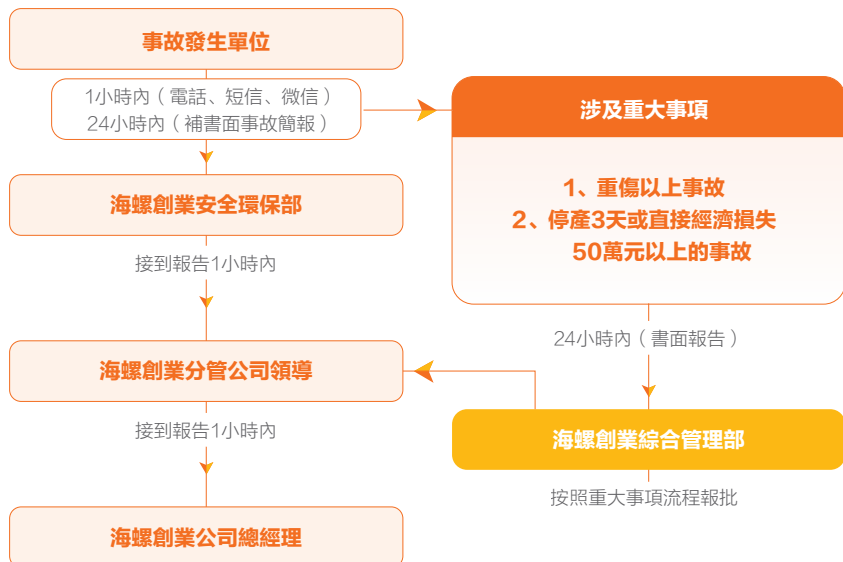 事故發生單位
1小時內（電話、短信、微信）
24小時內（補書面事故簡報）
海螺創業安全環保部
接到報告1小時內
海螺創業分管公司領導
接到報告1小時內
海螺創業公司總經理
涉及重大事項
1、重傷以上事故
2、停產3天或直接經濟損失
50萬元以上的事故
24小時內（書面報告）
海螺創業綜合管理部
按照重大事項流程報批